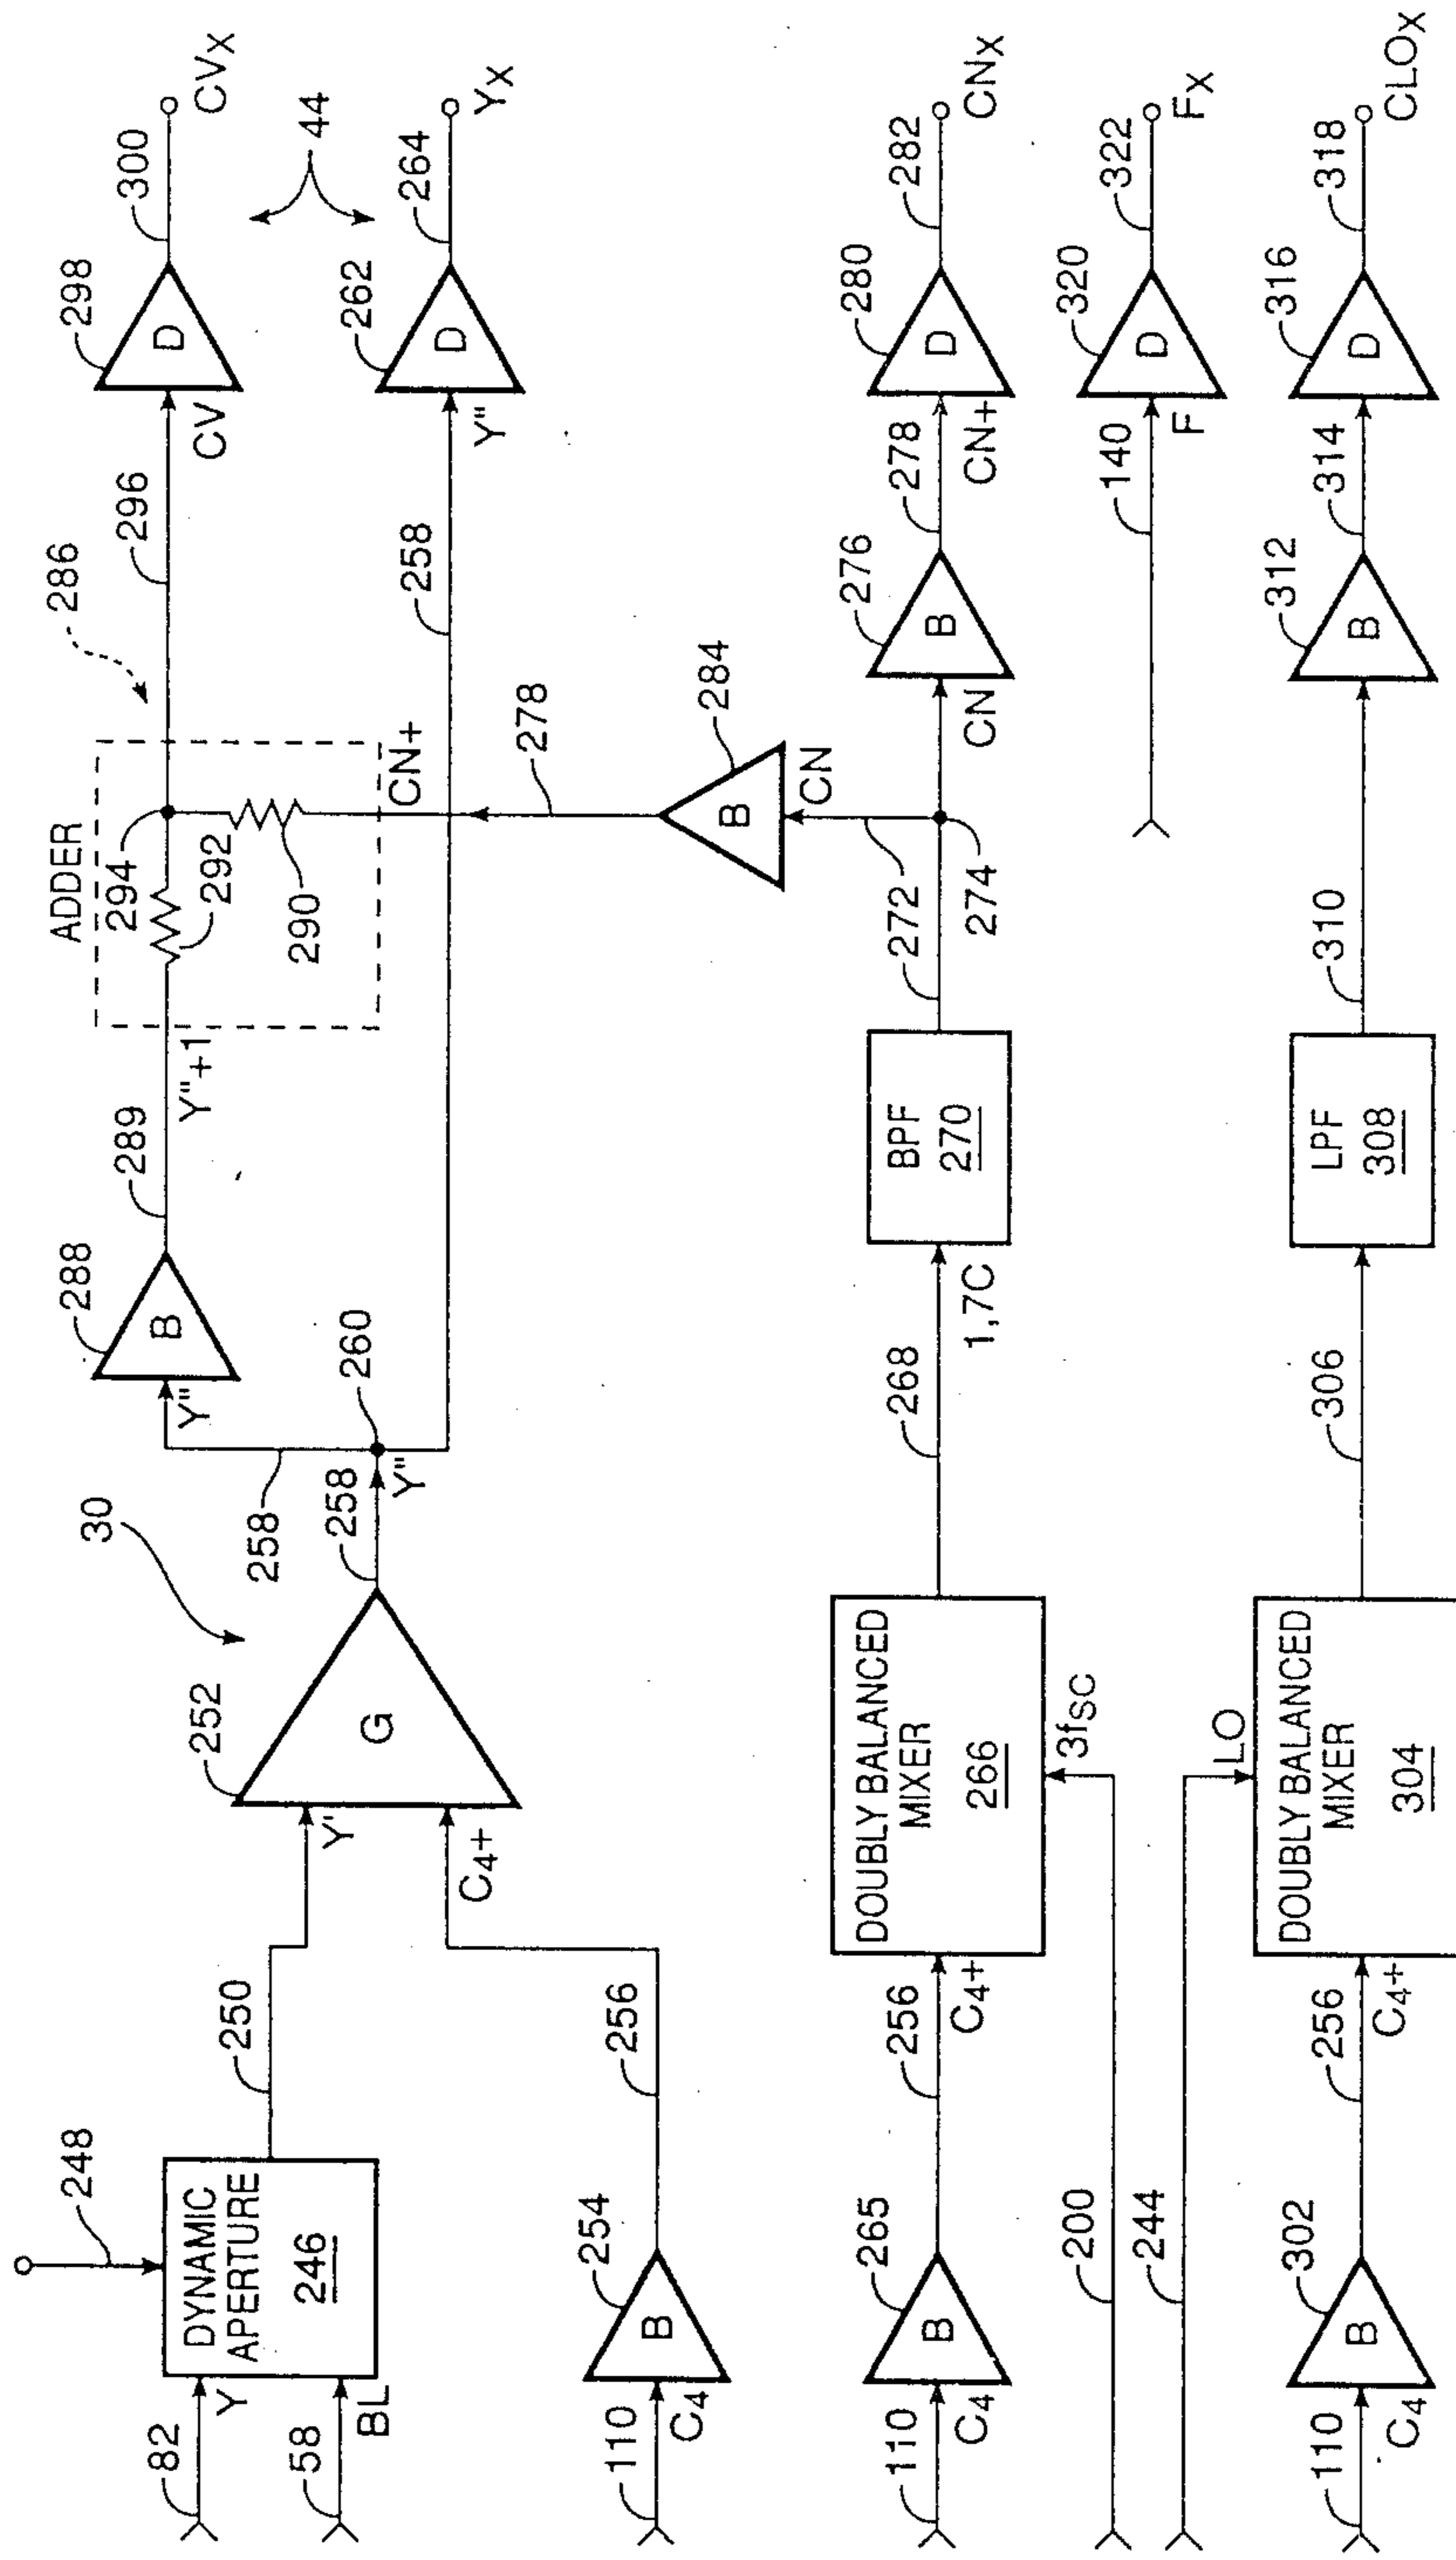 248
82
Y
58
BL
DYNAMIC
APERTURE
246
250
30
252
Y'
G
C4+
110
C4
254
B
256
258
Y"
260
258
Y"
288
B
289
Y"+1
ADDER
294
292
290
286
296
CV
298
D
300
CVX
44
258
Y"
262
D
264
YX
CN+
278
284
B
CN
272
274
110
C4
265
B
256
C4+
DOUBLY BALANCED
MIXER
266
3fSC
200
268
1,7C
BPF
270
CN
276
B
278
CN+
280
D
282
CNX
140
F
320
D
322
FX
244
LO
110
C4
302
B
256
C4+
DOUBLY BALANCED
MIXER
304
306
LPF
308
310
312
B
314
316
D
318
CLOX